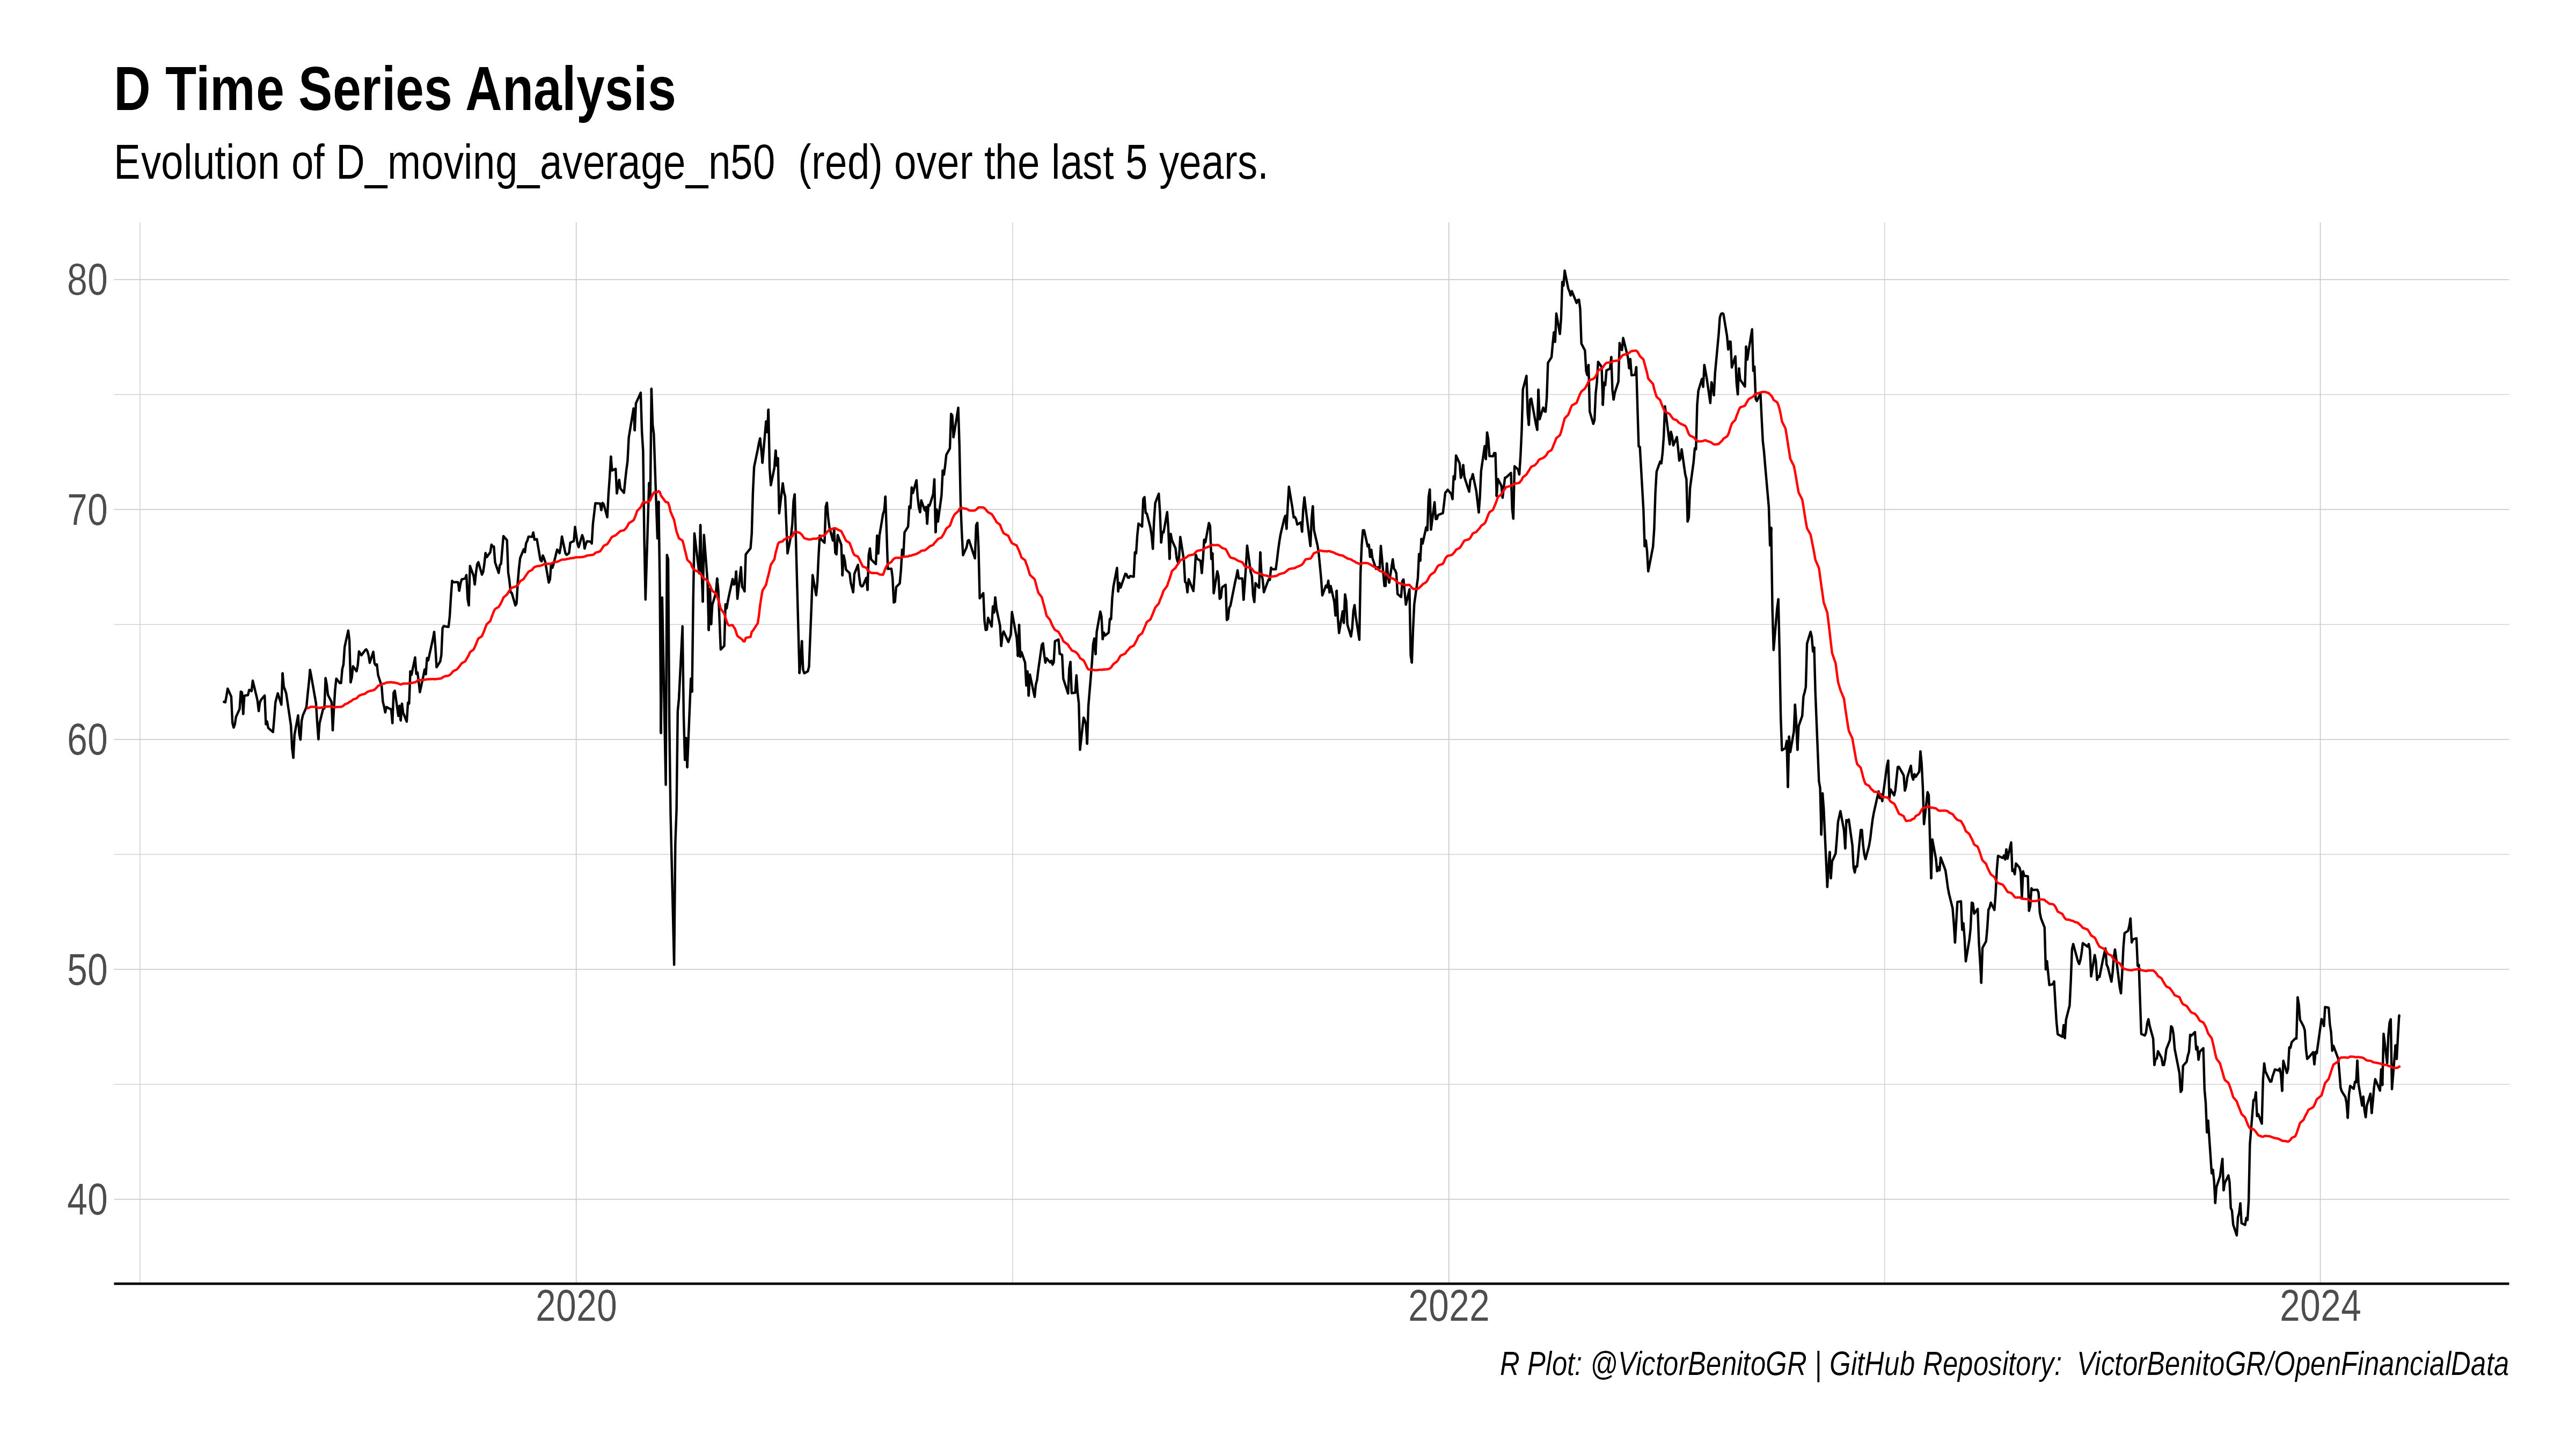 D Time Series Analysis
Evolution of D_moving_average_n50  (red) over the last 5 years.
80
70
60
50
40
2020 2022 2024
R Plot: @VictorBenitoGR | GitHub Repository:  VictorBenitoGR/OpenFinancialData